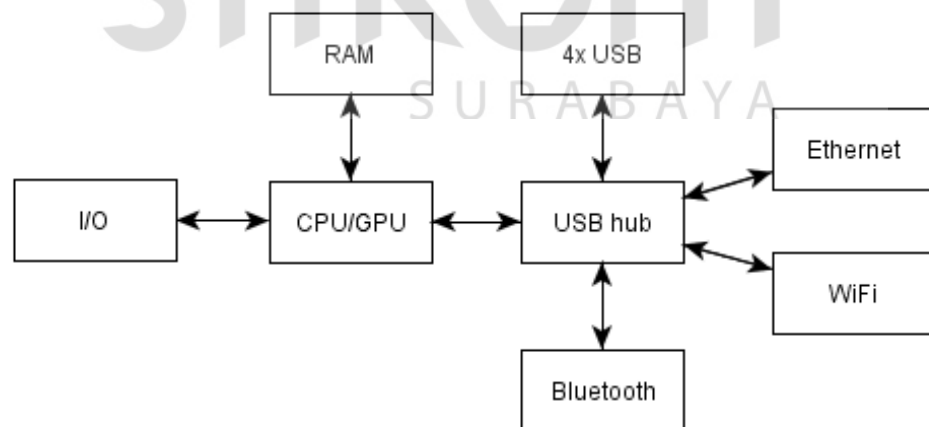 RAM
4x USB
SURABAYA
Ethernet
I/O
CPU/GPU
USB hub
WiFi
Bluetooth